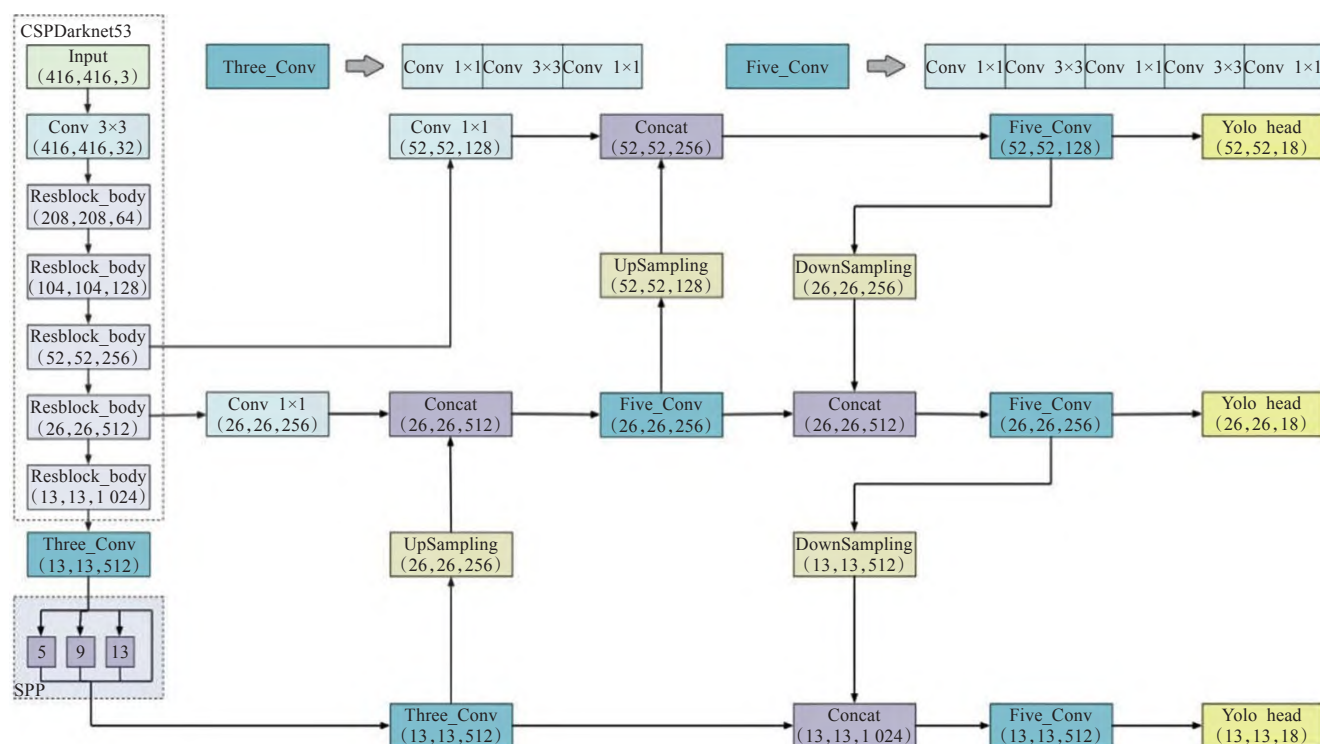 CSPDarknet53
Input
(416,416,3)
Three_Conv
Conv 1×1
Conv 3×3
Conv 1×1
Five_Conv
Conv 1×1
Conv 3×3
Conv 1×1
Conv 3×3
Conv 1×1
Conv 3×3
(416,416,32)
Conv 1×1
(52,52,128)
Concat
(52,52,256)
Five_Conv
(52,52,128)
Yolo head
(52,52,18)
Resblock_body
(208,208,64)
Resblock_body
(104,104,128)
UpSampling
(52,52,128)
DownSampling
(26,26,256)
Resblock_body
(52,52,256)
Resblock_body
(26,26,512)
Conv 1×1
(26,26,256)
Concat
(26,26,512)
Five_Conv
(26,26,256)
Concat
(26,26,512)
Five_Conv
(26,26,256)
Yolo head
(26,26,18)
Resblock_body
(13,13,1 024)
Three_Conv
(13,13,512)
UpSampling
(26,26,256)
DownSampling
(13,13,512)
5
9
13
SPP
Three_Conv
(13,13,512)
Concat
(13,13,1 024)
Five_Conv
(13,13,512)
Yolo head
(13,13,18)